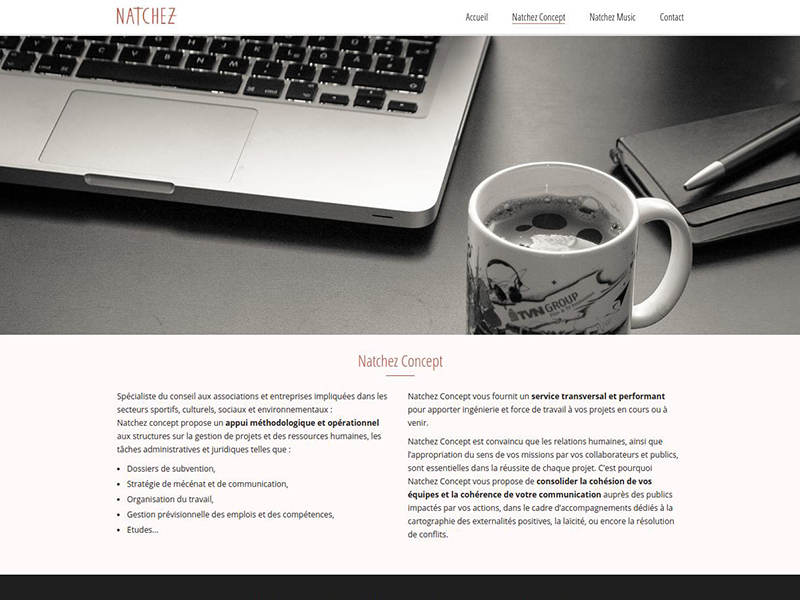 NATCHEZ
Accueil
Natchez Concept
Natchez Music
Contact
TVN GROUP
Natchez Concept
Spécialiste du conseil aux associations et entreprises impliquées dans les
secteurs sportifs, culturels, sociaux et environnementaux :
Natchez concept propose un appui méthodologique et opérationnel
aux structures sur la gestion de projets et des ressources humaines, les
tâches administratives et juridiques telles que :
• Dossiers de subvention,
• Stratégie de mécénat et de communication,
• Organisation du travail,
• Gestion prévisionnelle des emplois et des compétences,
• Etudes...
Natchez Concept vous fournit un service transversal et performant
pour apporter ingénierie et force de travail à vos projets en cours ou à
venir.
Natchez Concept est convaincu que les relations humaines, ainsi que
l'appropriation du sens de vos missions par vos collaborateurs et publics,
sont essentielles dans la réussite de chaque projet. C'est pourquoi
Natchez Concept vous propose de consolider la cohésion de vos
équipes et la cohérence de votre communication auprès des publics
impactés par vos actions, dans le cadre d'accompagnements dédiés à la
cartographie des externalités positives, la laicité, ou encore la résolution
de conflits.